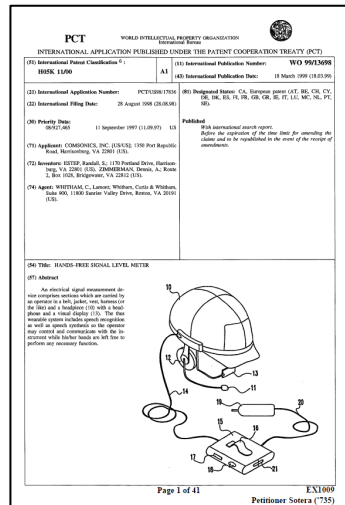 PCT
WORLD INTELLECTUAL PROPERTY ORGANIZATION
International Bureau
INTERNATIONAL APPLICATION PUBLISHED UNDER THE PATENT COOPERATION TREATY (PCT)
(51) International Patent Classification 6 :
H05K 11/00
A1
(11) International Publication Number: WO 99/13698
(43) International Publication Date: 18 March 1999 (18.03.99)
(21) International Application Number: PCT/US98/17836
(22) International Filing Date: 28 August 1998 (28.08.98)
(30) Priority Date:
08/927,465 11 September 1997 (11.09.97) US
(71) Applicant: COMSONICS, INC. [US/US]; 1350 Port Republic
Road, Harrisonburg, VA 22801 (US).
(72) Inventors: ESTEP, Randall, S.; 1170 Portland Drive, Harrison-
burg, VA 22801 (US). ZIMMERMAN, Dennis, A.; Route
2, Box 1028, Bridgewater, VA 22812 (US).
(74) Agent: WHITHAM, C., Lamont; Whitham, Curtis & Whitham,
Suite 900, 11800 Sunrise Valley Drive, Reston, VA 20191
(US).
(81) Designated States: CA, European patent (AT, BE, CH, CY,
DE, DK, ES, FI, FR, GB, GR, IE, IT, LU, MC, NL, PT,
SE).
Published
With international search report.
Before the expiration of the time limit for amending the
claims and to be republished in the event of the receipt of
amendments.
(54) Title: HANDS-FREE SIGNAL LEVEL METER
(57) Abstract
An electrical signal measurement de-
vice comprises sections which are carried by
an operator in a belt, jacket, vest, harness (or
the like) and a headpiece (10) with a head-
phone and a visual display (13). The thus
wearable system includes speech recognition
as well as speech synthesis so the operator
may control and communicate with the in-
strument while his/her hands are left free to
perform any necessary function.
10
12
13
11
14
19
20
15
16
17
18
21
Page 1 of 41
EX1009
Petitioner Sotera ('735)